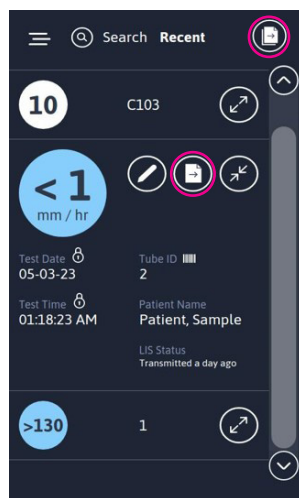 Search Recent
10 C103
< 1
mm / hr
Test Date Tube ID
05-03-23 2
Test Time Patient Name
01:18:23 AM Patient, Sample
LIS Status
Transmitted a day ago
>130 1